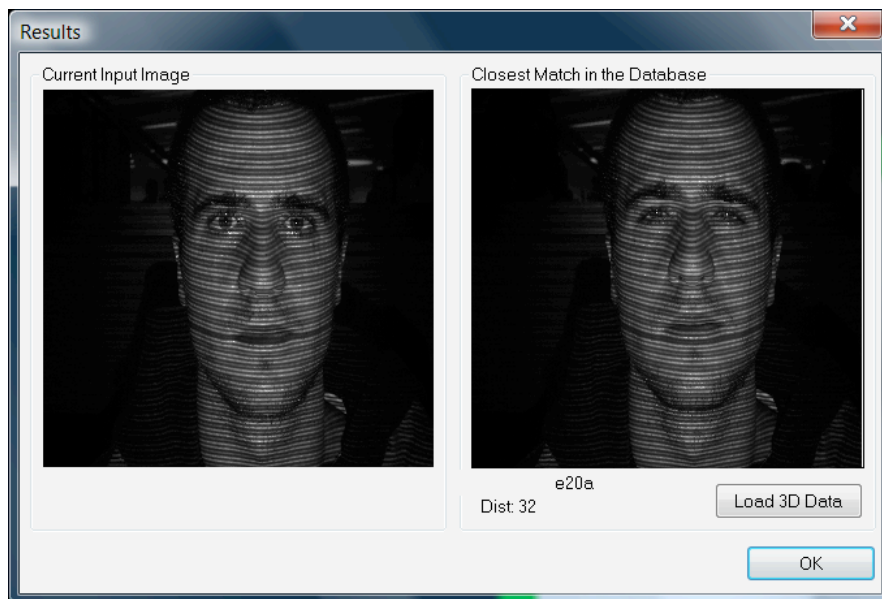 Results
Current Input Image
Closest Match in the Database
e20a
Dist: 32
Load 3D Data
OK